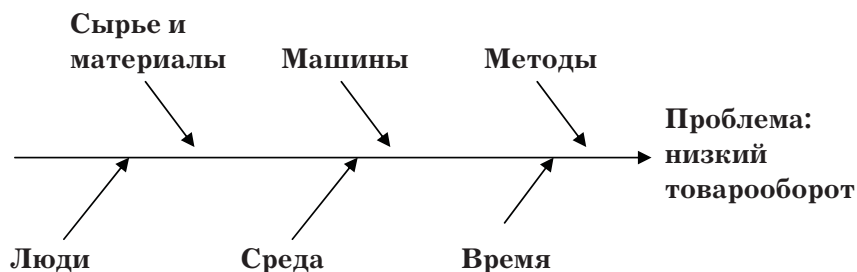 Сырье и
материалы
Машины
Методы
Проблема:
низкий
товарооборот
Люди
Среда
Время